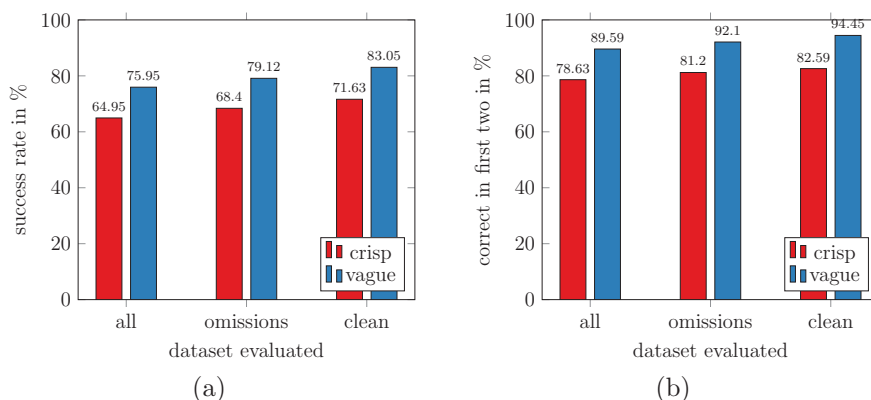 100
80
60
40
20
0
success rate in %
64.95
75.95
68.4
79.12
71.63
83.05
crisp
vague
all omissions clean
dataset evaluated
(a)
100
80
60
40
20
0
correct in first two in %
78.63
89.59
81.2
92.1
82.59
94.45
crisp
vague
all omissions clean
dataset evaluated
(b)